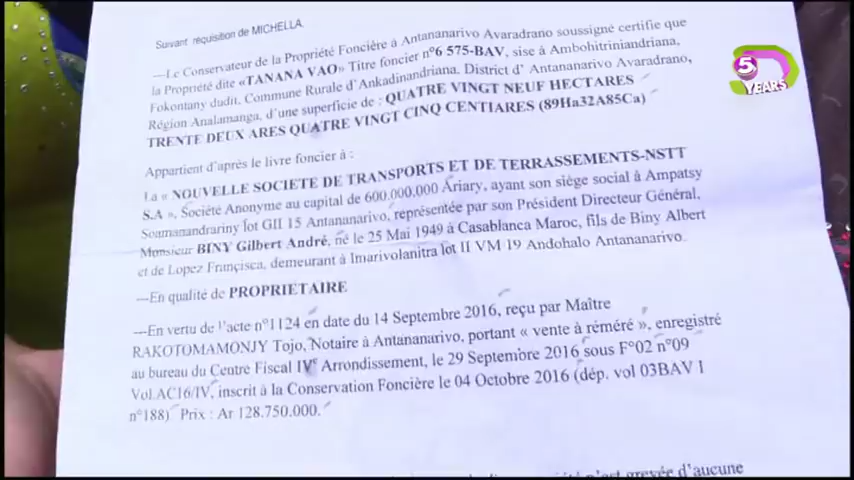 Suivant requisition de MICHELLA.
5
YEARS
---Le Conservateur de la Propriété Foncière à Antananarivo Avaradrano soussigné certifie que
la Propriété dite «TANANA VAO» Titre foncier n°6 575-BAV, sise à Ambohitriniandriana,
Fokontany dudit, Commune Rurale d'Ankadinandriana, District d' Antananarivo Avaradrano,
Région Analamanga, d'une superficie de : QUATRE VINGT NEUF HECTARES
TRENTE DEUX ARES QUATRE VINGT CINQ CENTIARES (89Ha32A85Ca)
Appartient d'après le livre foncier à :
La « NOUVELLE SOCIETE DE TRANSPORTS ET DE TERRASSEMENTS-NSTT
S.A », Société Anonyme au capital de 600.000.000 Ariary, ayant son siège social à Ampatsy
Soamanandrariny lot GII 15 Antananarivo, représentée par son Président Directeur Général,
Monsieur BINY Gilbert André, né le 25 Mai 1949 à Casablanca Maroc, fils de Biny Albert
et de Lopez Françisca, demeurant à Imarivolanitra lot II VM 19 Andohalo Antananarivo.
---En qualité de PROPRIETAIRE
---En vertu de l'acte n°1124 en date du 14 Septembre 2016, reçu par Maître
RAKOTOMAMONJY Tojo, Notaire à Antananarivo, portant « vente à réméré », enregistré
au bureau du Centre Fiscal IVe Arrondissement, le 29 Septembre 2016 sous F°02 n°09
Vol.AC16/IV, inscrit à la Conservation Foncière le 04 Octobre 2016 (dép. vol 03BAV I
n°188) Prix : Ar 128.750.000.
n'est grevée d'aucune